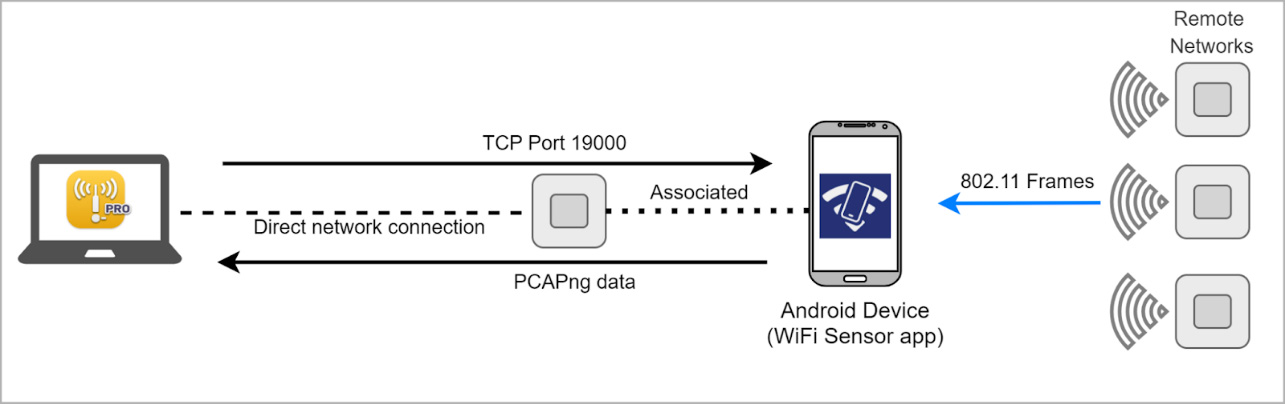 Remote
Networks
TCP Port 19000
802.11 Frames
Associated
PRO
Direct network connection
PCAPng data
Android Device
(WiFi Sensor app)